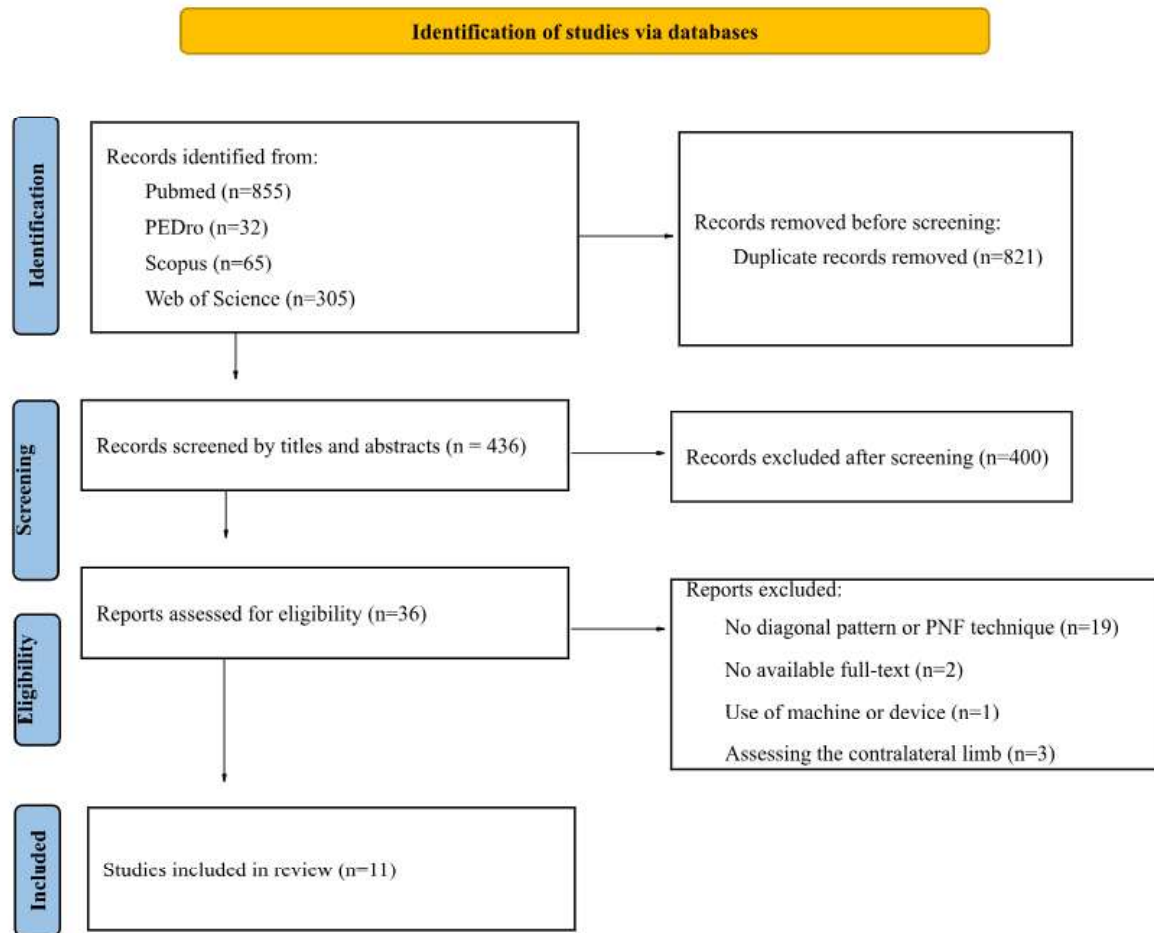 Identification of studies via databases
Identification
Records identified from:
Pubmed (n=855)
PEDro (n=32)
Scopus (n=65)
Web of Science (n=305)
Records removed before screening:
Duplicate records removed (n=821)
Screening
Records screened by titles and abstracts (n = 436)
Records excluded after screening (n=400)
Eligibility
Reports assessed for eligibility (n=36)
Reports excluded:
No diagonal pattern or PNF technique (n=19)
No available full-text (n=2)
Use of machine or device (n=1)
Assessing the contralateral limb (n=3)
Included
Studies included in review (n=11)